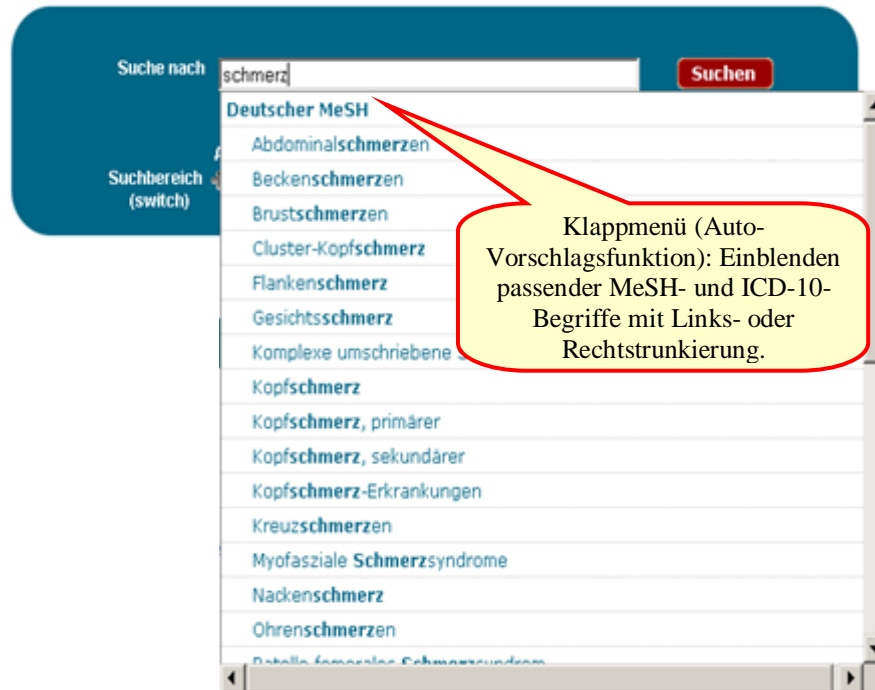 Suche nach
schmerz
Suchen
Deutscher MeSH
Abdominalschmerzen
Suchbereich
(switch)
Beckenschmerzen
Brustschmerzen
Cluster-Kopfschmerz
Flankenschmerz
Gesichtsschmerz
Komplexe umschriebene
Klappmenü (Auto-
Vorschlagsfunktion): Einblenden
passender MeSH- und ICD-10-
Begriffe mit Links- oder
Rechtstrunkierung.
Kopfschmerz
Kopfschmerz, primärer
Kopfschmerz, sekundärer
Kopfschmerz-Erkrankungen
Kreuzschmerzen
Myofasziale Schmerzsyndrome
Nackenschmerz
Ohrenschmerzen